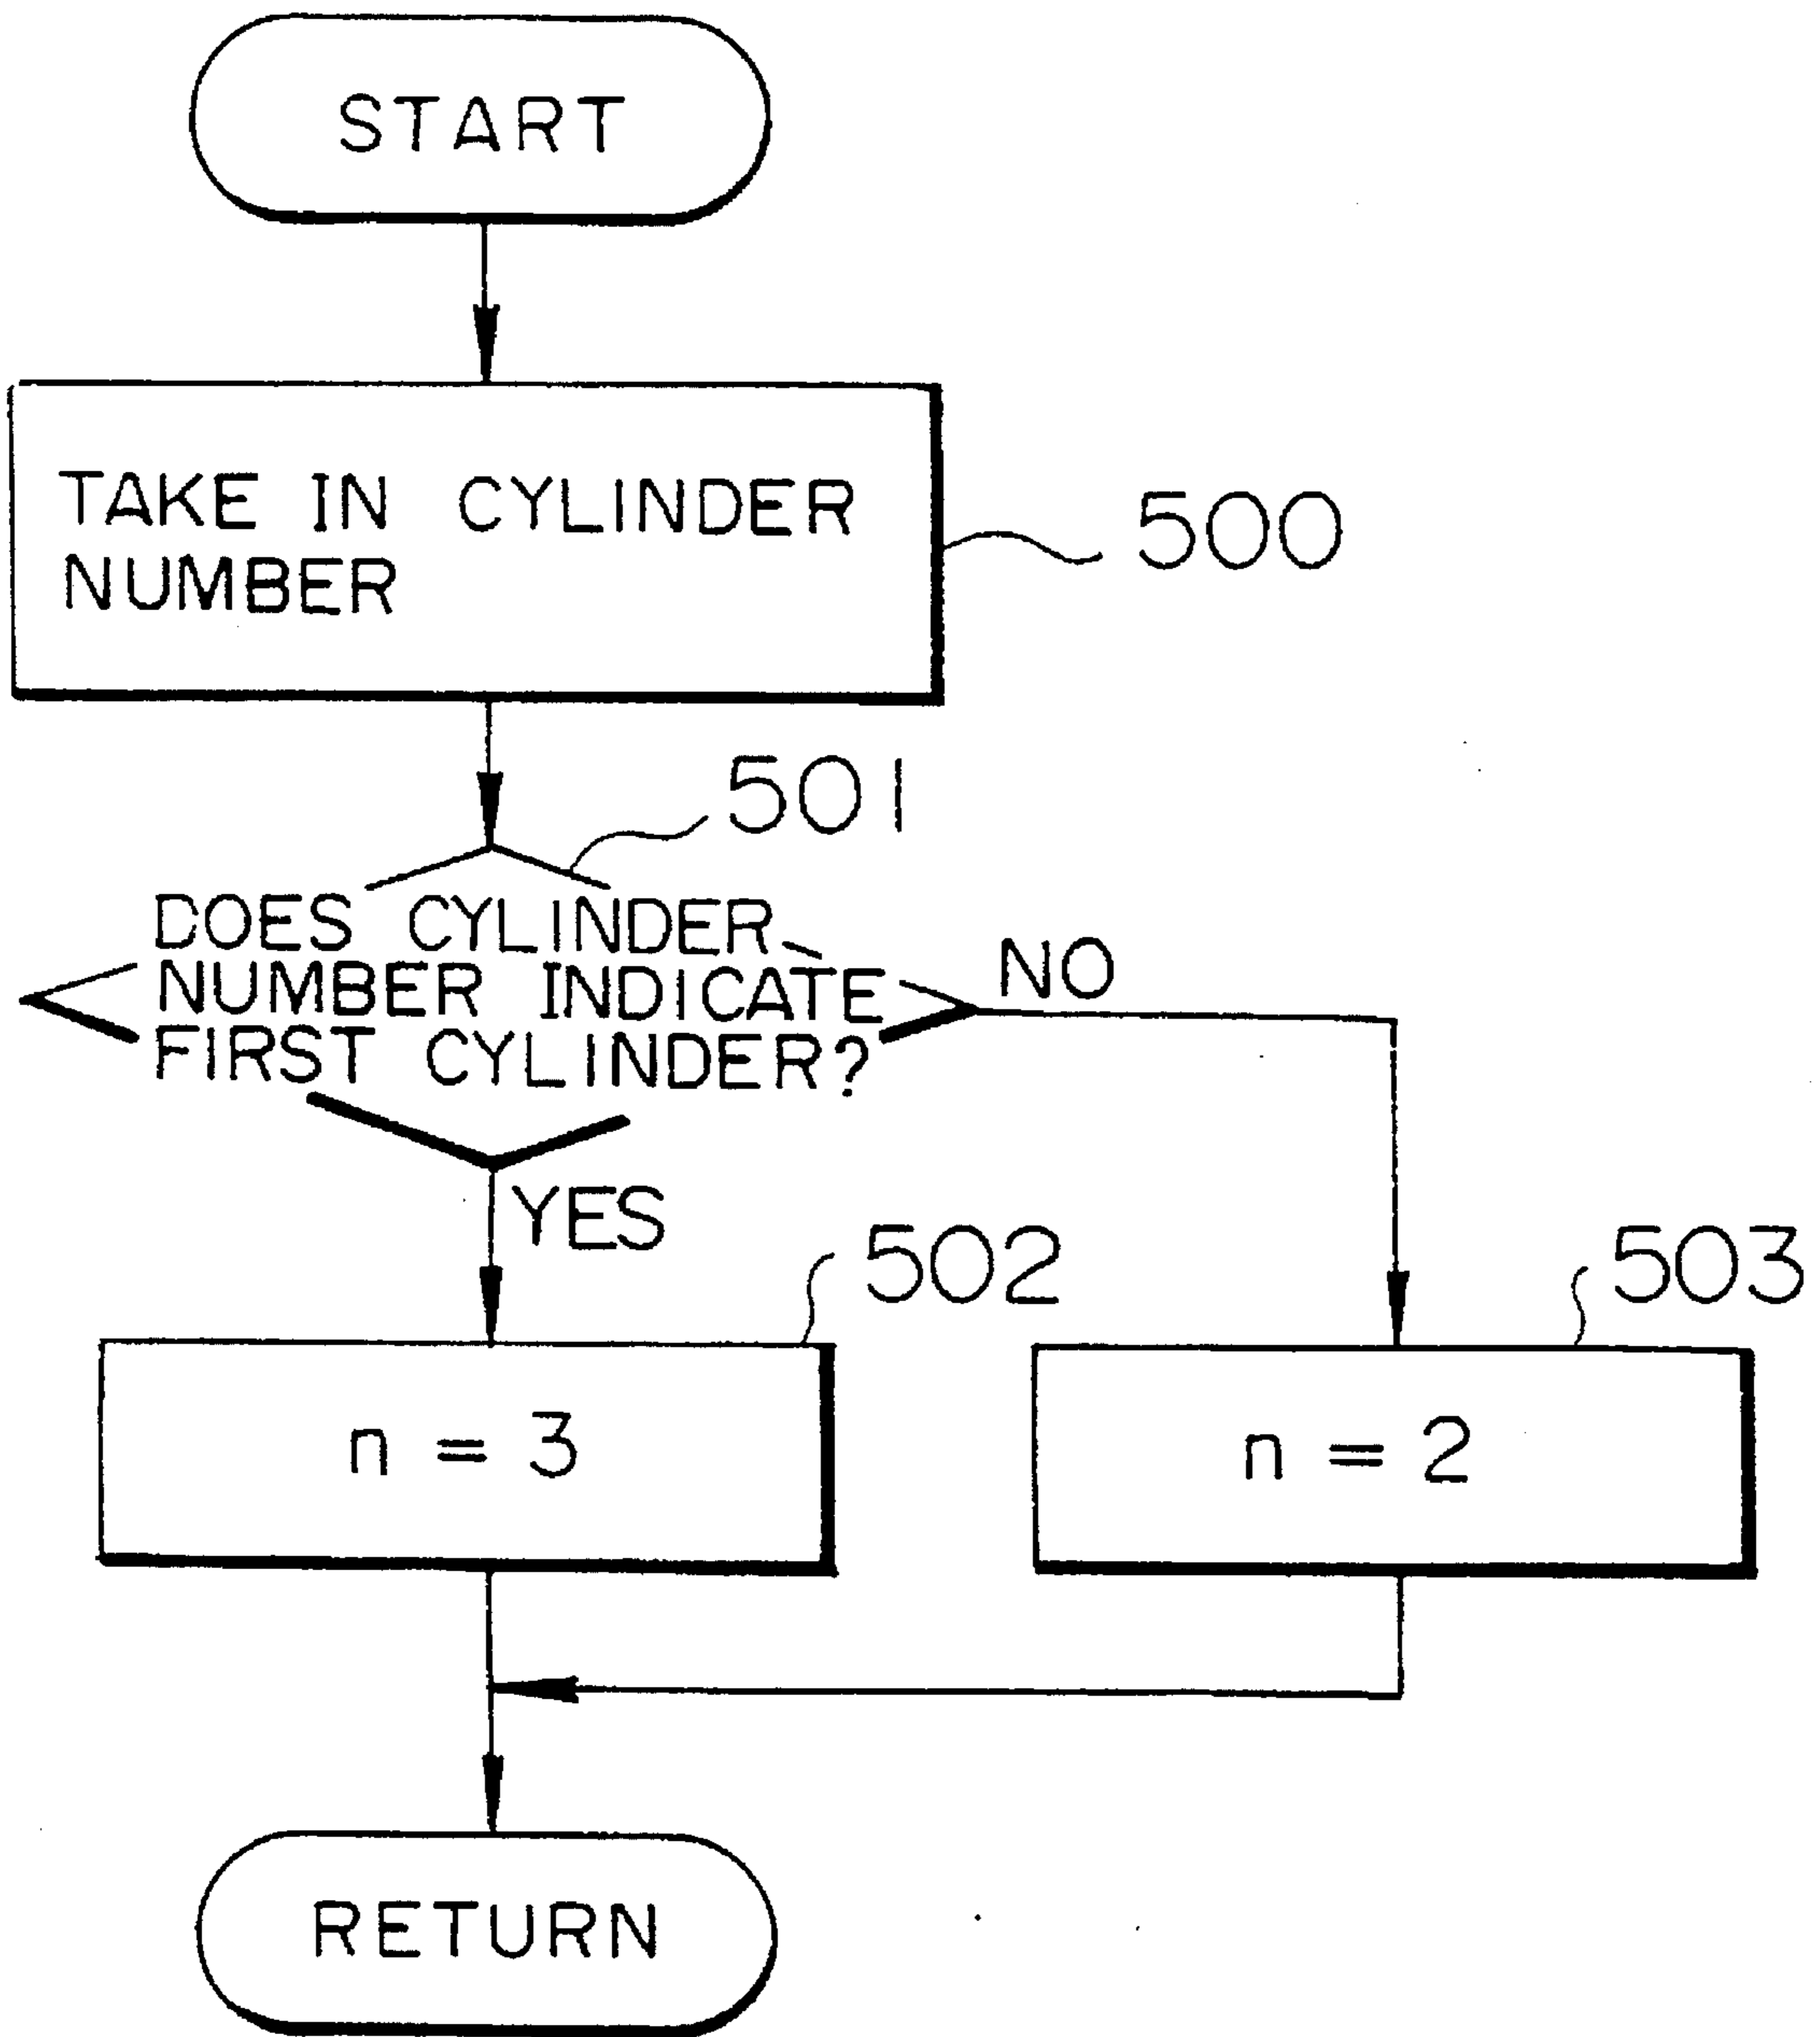 START
TAKE IN CYLINDER
NUMBER
500
501
DOES CYLINDER
NUMBER INDICATE
FIRST CYLINDER?
NO
YES
502
503
n = 3
n = 2
RETURN